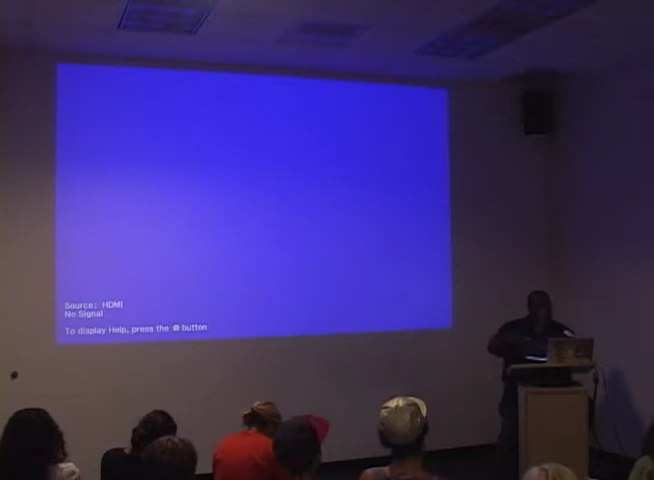 Source: HDMI
No Signal
To display Help, press the button